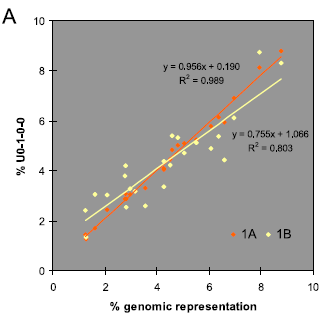 A
10
8
y = 0.956x + 0.190
R2 = 0.989
6
y = 0,755x + 1,066
R2 = 0,803
4
2
1A 1B
0
0 2 4 6 8 10
% U0-1-0-0
% genomic representation